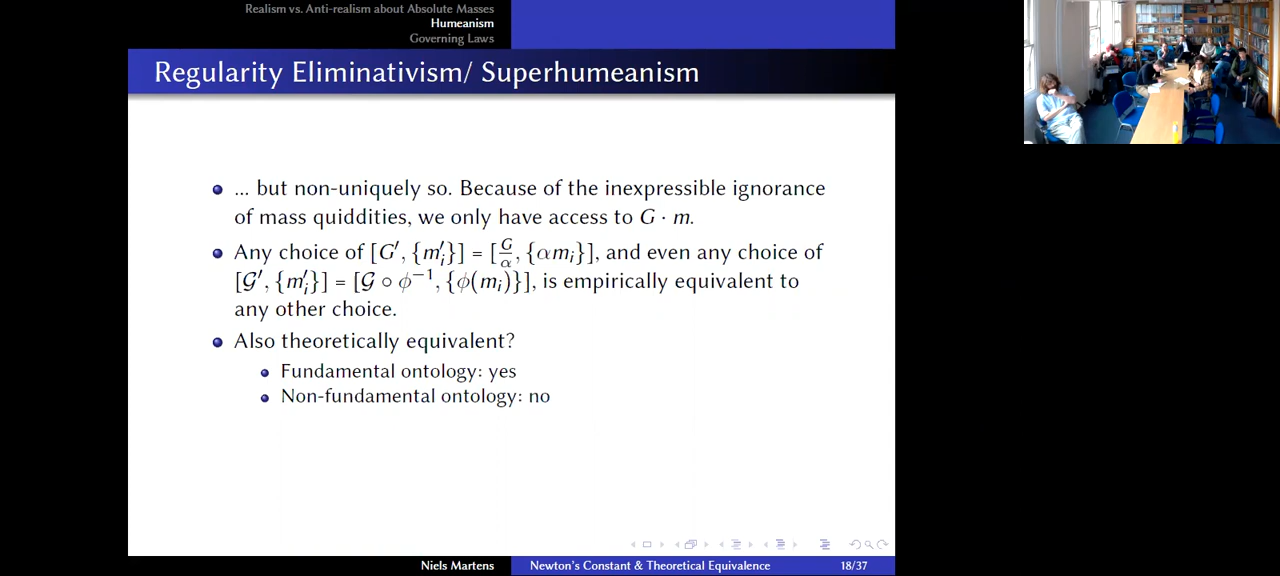 Realism vs. Anti-realism about Absolute Masses
Humeanism
Governing Laws
Regularity Eliminativism/ Superhumeanism
... but non-uniquely so. Because of the inexpressible ignorance
of mass quiddities, we only have access to G · m.
Any choice of [G′, {m′ᵢ}] = [G/α, {αmᵢ}], and even any choice of
[𝒢′, {m′ᵢ}] = [𝒢 ∘ ϕ⁻¹, {ϕ(mᵢ)}], is empirically equivalent to
any other choice.
Also theoretically equivalent?
Fundamental ontology: yes
Non-fundamental ontology: no
Niels Martens
Newton's Constant & Theoretical Equivalence
18/37